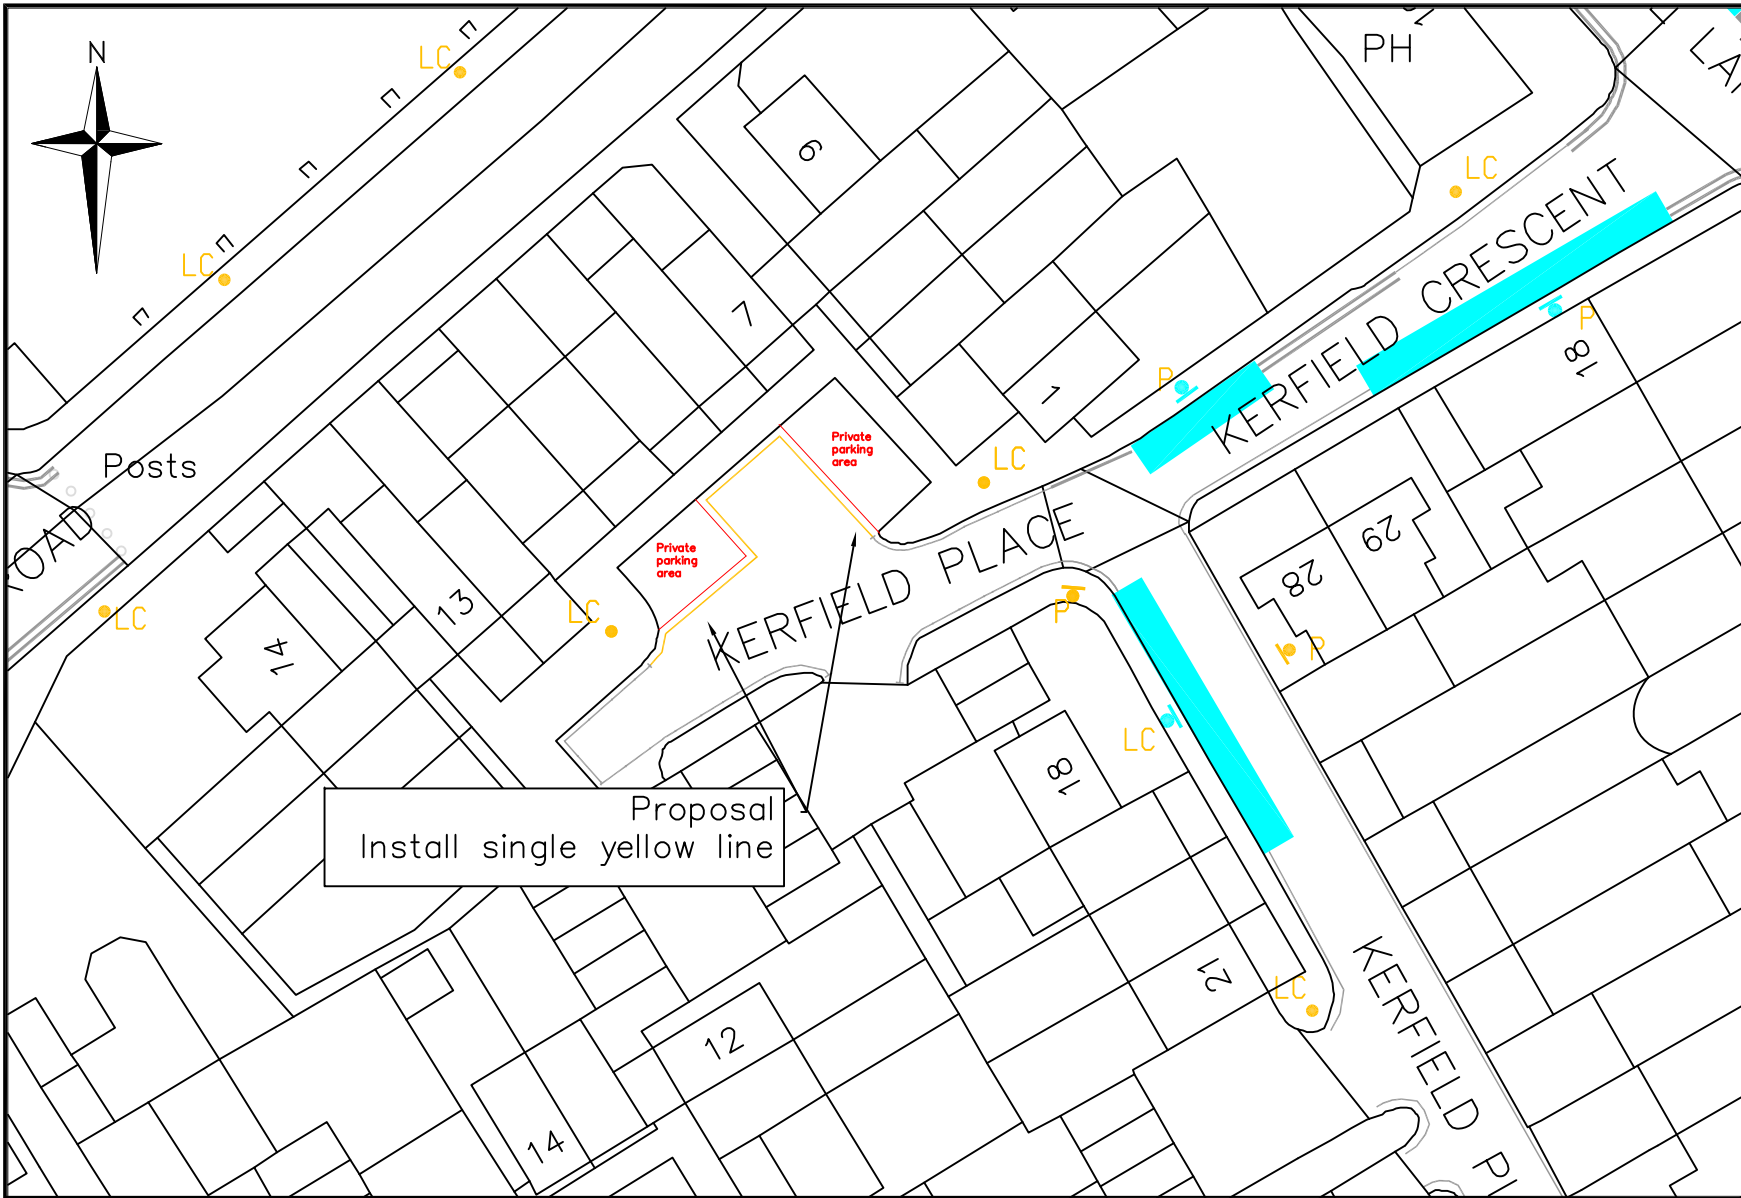 N
LC
PH
LC
6
LC
KERFIELD CRESCENT
P
18
7
P
1
Private
parking
area
LC
Posts
ROAD
Private
parking
area
KERFIELD PLACE
29
28
P
P
LC
LC
13
14
18
LC
Proposal
Install single yellow line
21
LC
12
14
KERFIELD